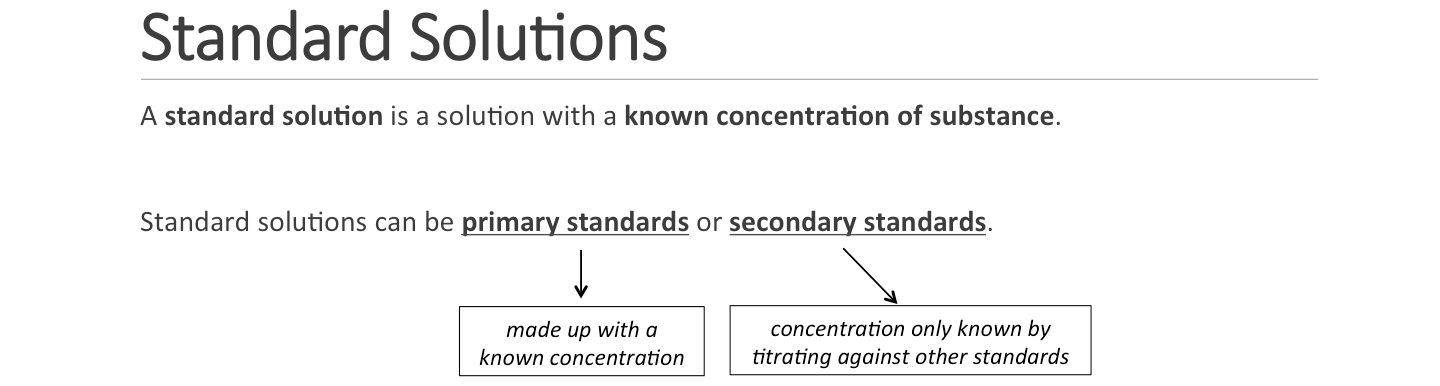 Standard Solutions
A standard solution is a solution with a known concentration of substance.
Standard solutions can be primary standards or secondary standards.
made up with a
known concentration
concentration only known by
titrating against other standards